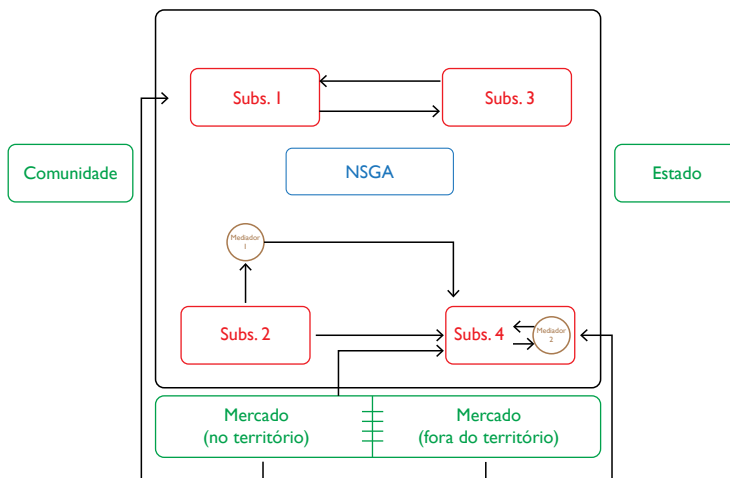 Subs. 1
Subs. 3
Comunidade
NSGA
Estado
Mediador
1
Subs. 2
Subs. 4
Mediador
2
Mercado
(no território)
Mercado
(fora do território)